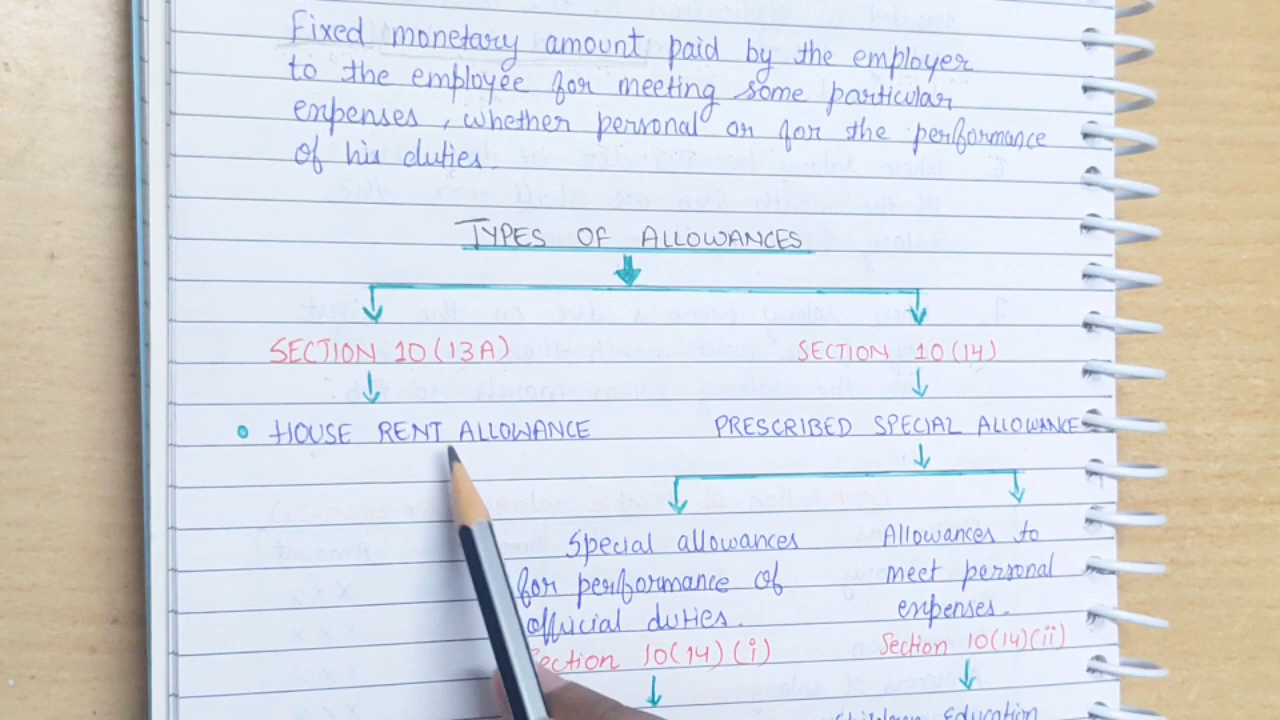 Fixed monetary amount paid by the employer
to the employee for meeting some particular
expenses, whether personal or for the performance
of his duties.
TYPES OF ALLOWANCES
SECTION 10(13A)
SECTION 10(14)
• HOUSE RENT ALLOWANCE
PRESCRIBED SPECIAL ALLOWANCES
Special allowances
for performance of
official duties.
Section 10(14)(i)
Allowances to
meet personal
expenses.
Section 10(14)(ii)
Children Education